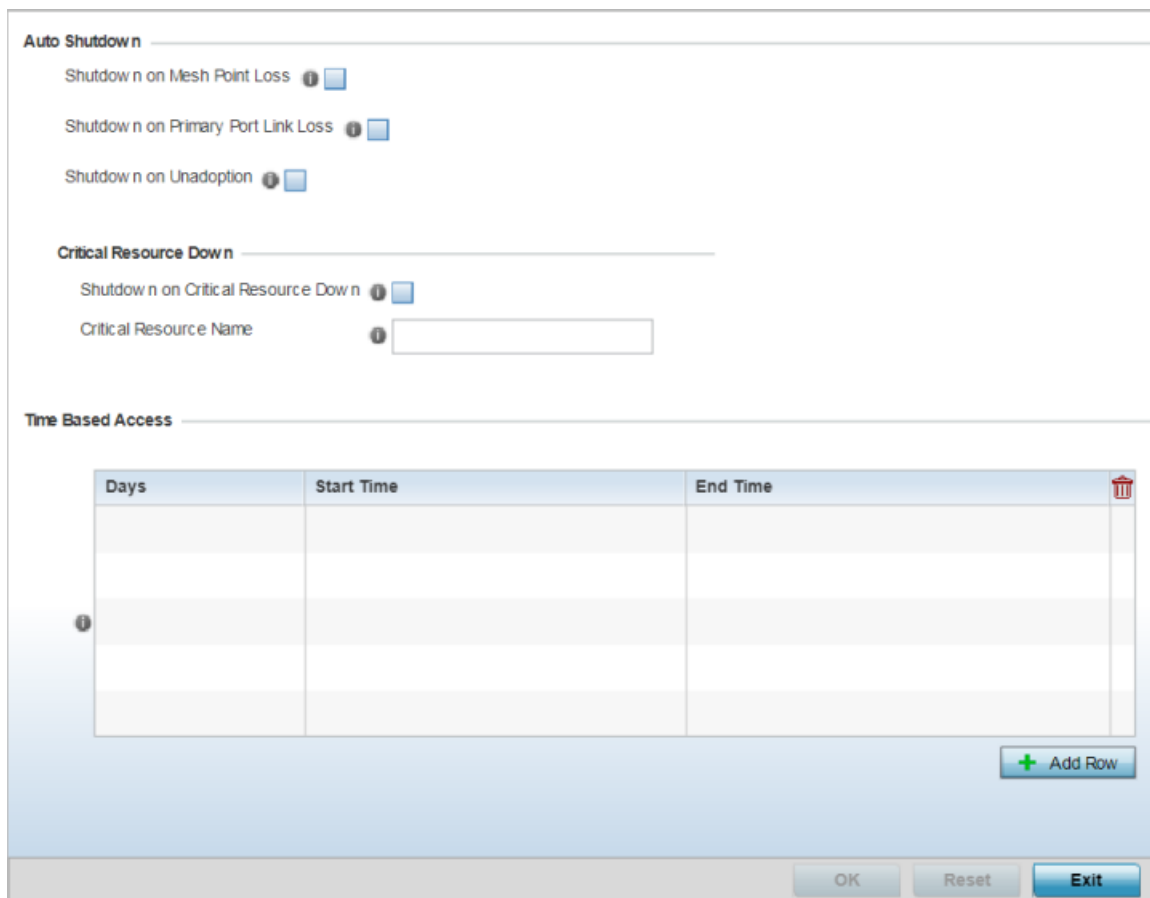 Auto Shutdown
Shutdown on Mesh Point Loss
Shutdown on Primary Port Link Loss
Shutdown on Unadoption
Critical Resource Down
Shutdown on Critical Resource Down
Critical Resource Name
Time Based Access
Days Start Time End Time
Add Row
OK Reset Exit